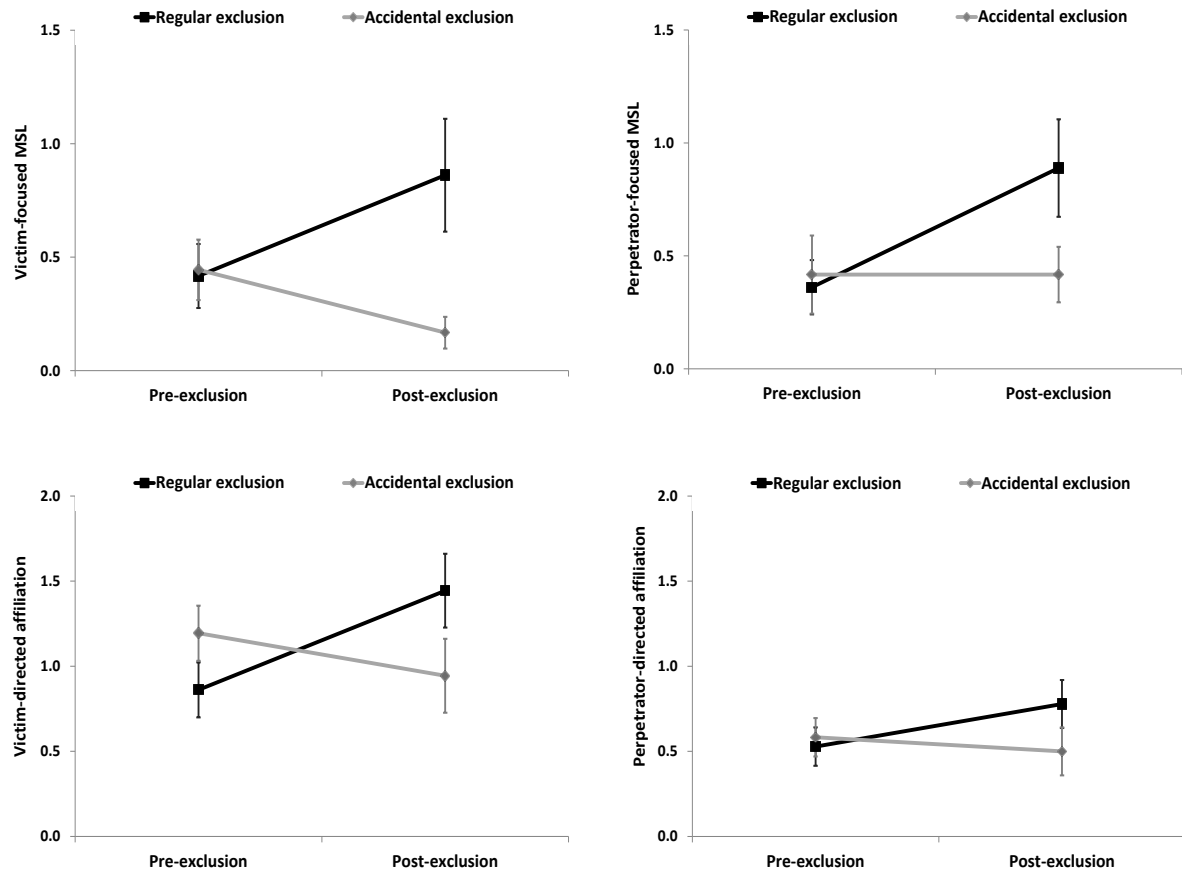 Regular exclusion Accidental exclusion
1.5
1.0
0.5
0.0
Victim-focused MSL
Pre-exclusion Post-exclusion
Regular exclusion Accidental exclusion
1.5
1.0
0.5
0.0
Perpetrator-focused MSL
Pre-exclusion Post-exclusion
Regular exclusion Accidental exclusion
2.0
1.5
1.0
0.5
0.0
Victim-directed affiliation
Pre-exclusion Post-exclusion
Regular exclusion Accidental exclusion
2.0
1.5
1.0
0.5
0.0
Perpetrator-directed affiliation
Pre-exclusion Post-exclusion